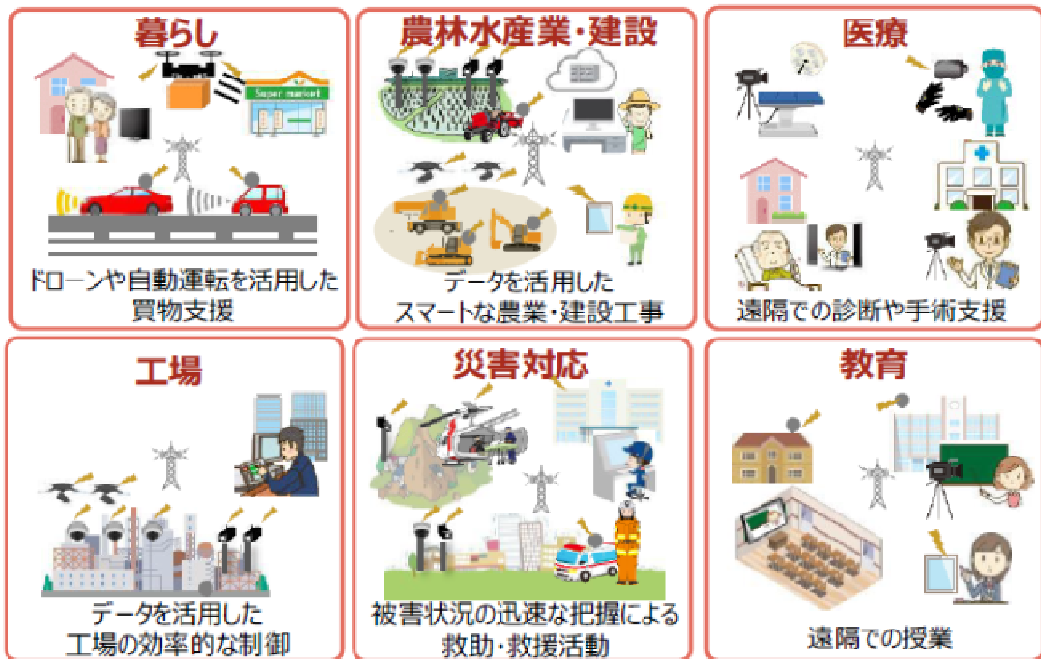 暮らし
Super market
ドローンや自動運転を活用した
買物支援
農林水産業・建設
データを活用した
スマートな農業・建設工事
医療
遠隔での診断や手術支援
工場
データを活用した
工場の効率的な制御
災害対応
被害状況の迅速な把握による
救助・救援活動
教育
遠隔での授業